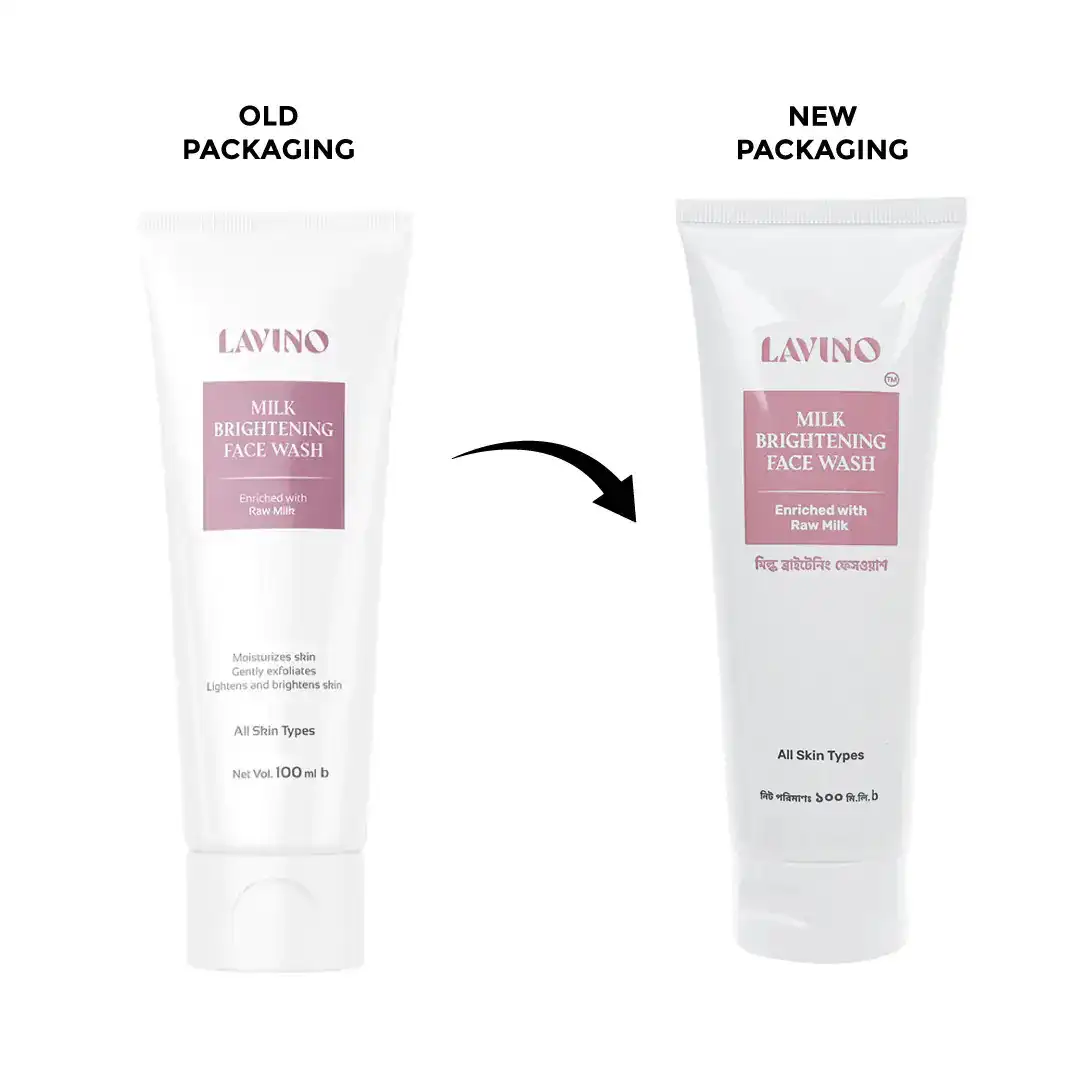 OLD
PACKAGING
LAVINO
MILK
BRIGHTENING
FACE WASH
Enriched with
Raw Milk
Moisturizes skin
Gently exfoliates
Lightens and brightens skin
All Skin Types
Net Vol. 100 ml b
NEW
PACKAGING
LAVINO
TM
MILK
BRIGHTENING
FACE WASH
Enriched with
Raw Milk
মিল্ক ব্রাইটেনিং ফেসওয়াশ
All Skin Types
নিট পরিমাণঃ ১০০ মি.লি. b